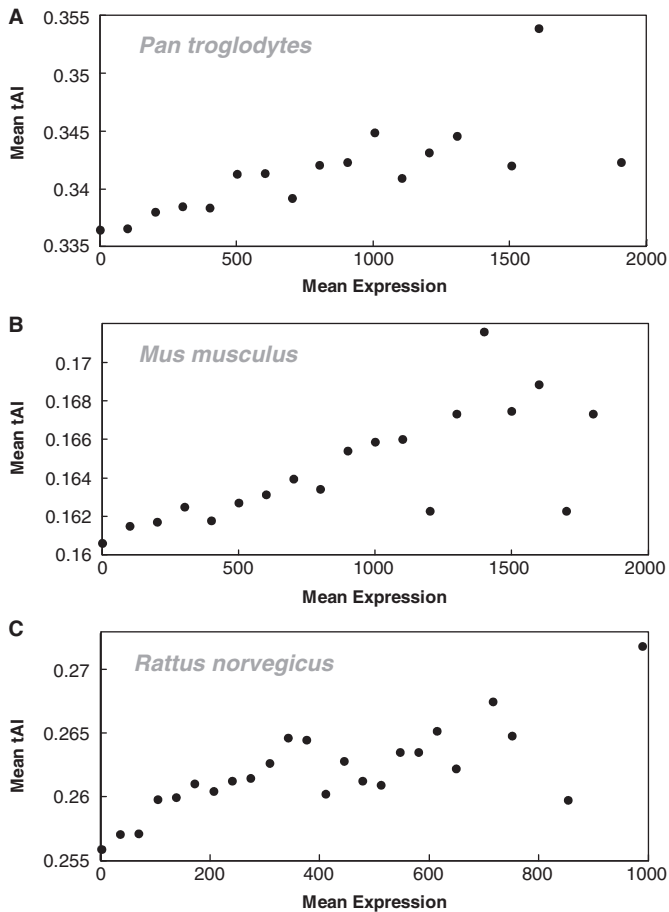 A
Pan troglodytes
Mean tAI
0.355
0.35
0.345
0.34
0.335
0 500 1000 1500 2000
Mean Expression
B
Mus musculus
Mean tAI
0.17
0.168
0.166
0.164
0.162
0.16
0 500 1000 1500 2000
Mean Expression
C
Rattus norvegicus
Mean tAI
0.27
0.265
0.26
0.255
0 200 400 600 800 1000
Mean Expression